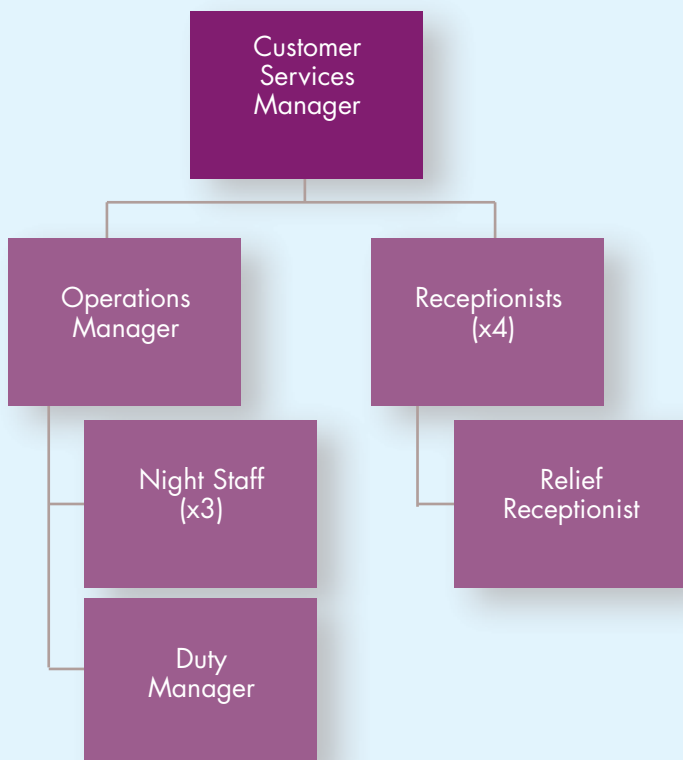 Customer
Services
Manager
Operations
Manager
Receptionists
(x4)
Night Staff
(x3)
Relief
Receptionist
Duty
Manager